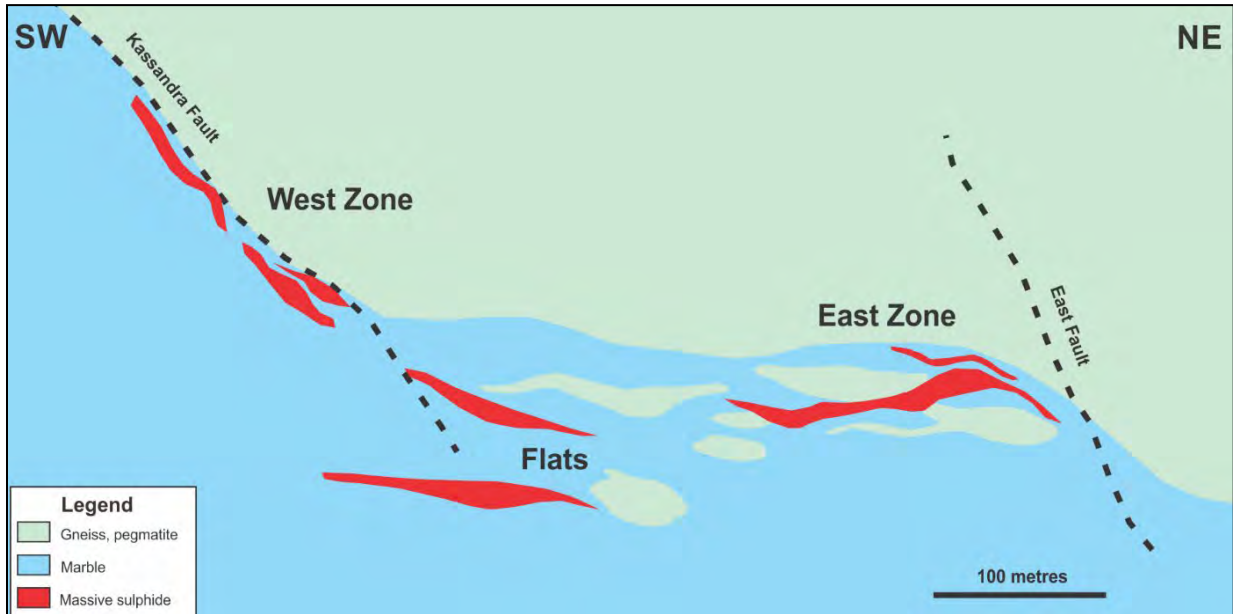 SW
NE
Kassandra Fault
West Zone
East Zone
East Fault
Flats
Legend
Gneiss, pegmatite
Marble
Massive sulphide
100 metres